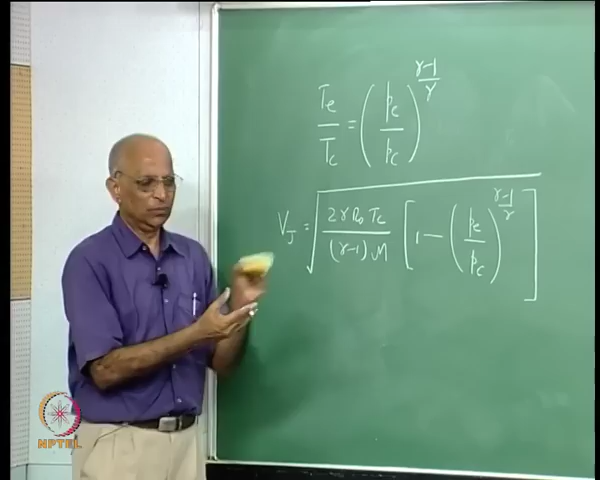 Te/Tc = (pe/pc)^(γ-1)/γ
VJ = √(2γR0Tc/(γ-1)M [1 - (pe/pc)^(γ-1)/γ])
NPTEL